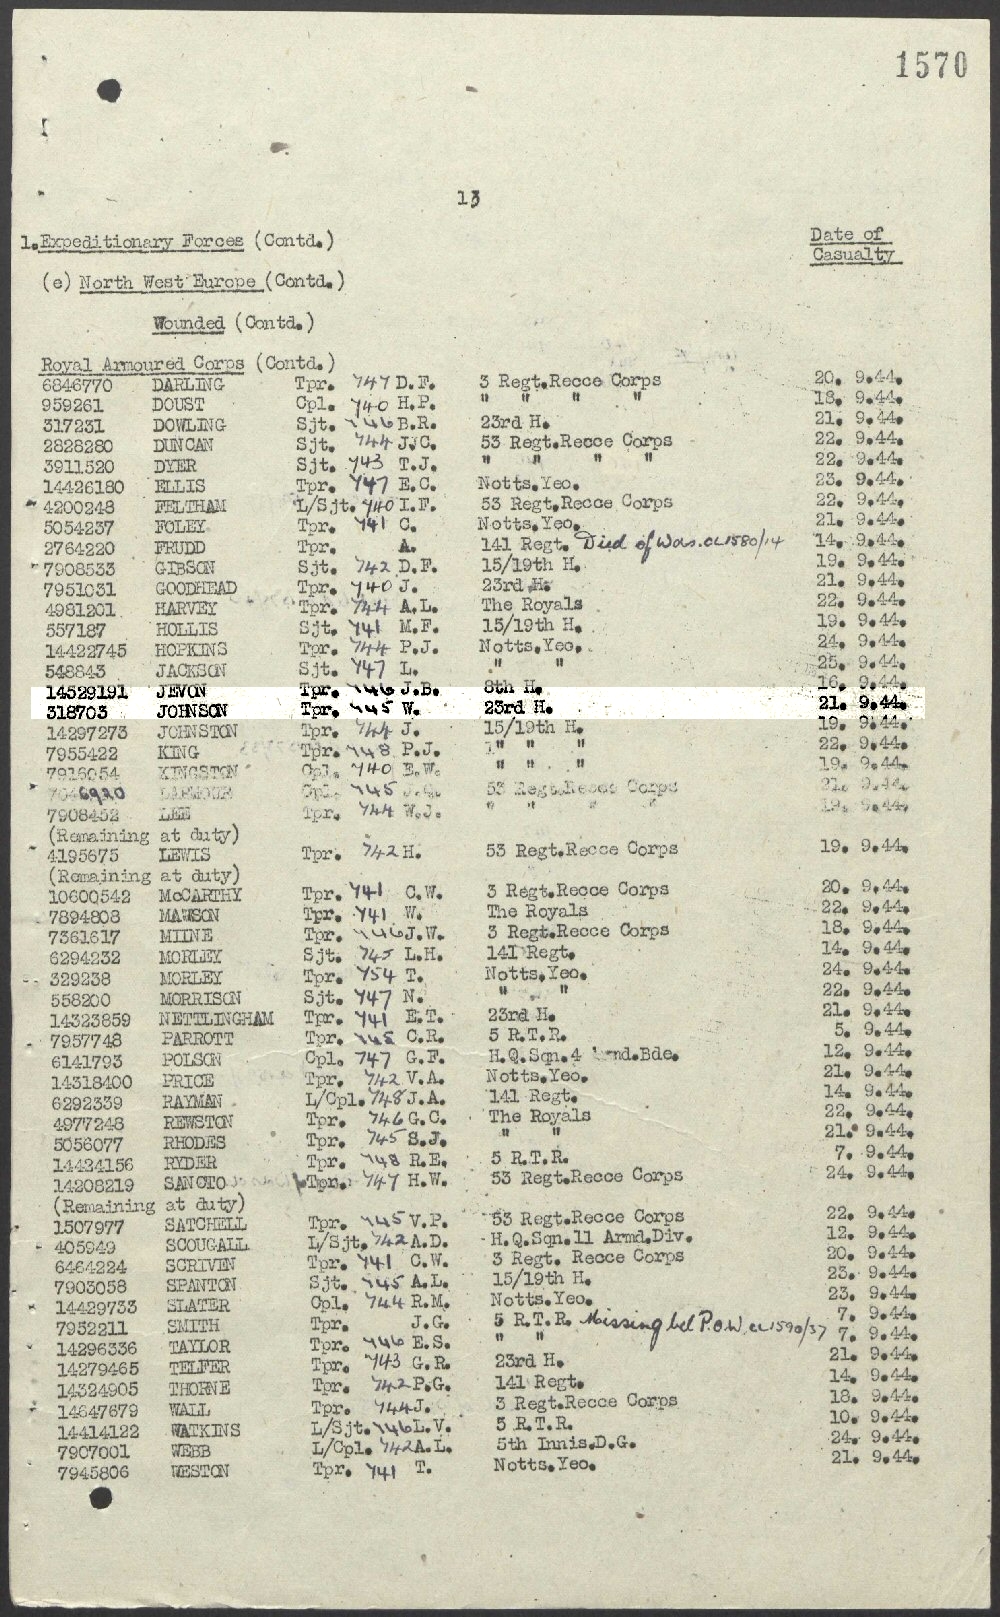 1570
13
1. Expeditionary Forces (Contd.)
Date of
Casualty
(e) North West Europe (Contd.)
Wounded (Contd.)
Royal Armoured Corps (Contd.)
6846770 DARLING Tpr. 747 D.F. 3 Regt.Recce Corps 20. 9.44.
959261 DOUST Cpl. 740 H.P. " " " " 18. 9.44.
317231 DOWLING Sjt. 746 B.R. 23rd H. 21. 9.44.
2828280 DUNCAN Sjt. 744 J.C. 53 Regt.Recce Corps 22. 9.44.
3911520 DYER Sjt. 743 T.J. " " " " 22. 9.44.
14426180 ELLIS Tpr. 747 E.C. Notts.Yeo. 23. 9.44.
4200248 FELTHAM L/Sjt. 740 I.F. 53 Regt.Recce Corps 22. 9.44.
5054237 FOLEY Tpr. 741 C. Notts.Yeo. 21. 9.44.
2764220 FRUDD Tpr. A. 141 Regt. Died of Wds. CL1580/14 14. 9.44.
7908533 GIBSON Sjt. 742 D.F. 15/19th H. 19. 9.44.
7951031 GOODHEAD Tpr. 740 J. 23rd H. 21. 9.44.
4981201 HARVEY Tpr. 744 A.L. The Royals 22. 9.44.
557187 HOLLIS Sjt. 741 M.F. 15/19th H. 19. 9.44.
14422745 HOPKINS Tpr. 744 P.J. Notts.Yeo. 24. 9.44.
548843 JACKSON Sjt. 747 L. " " 25. 9.44.
14529191 JEVON Tpr. 746 J.B. 8th H. 16. 9.44.
318703 JOHNSON Tpr. 745 W. 23rd H. 21. 9.44.
14297273 JOHNSTON Tpr. 744 J. 15/19th H. 19. 9.44.
7955422 KING Tpr. 748 P.J. " " " 22. 9.44.
7916054 KINGSTON Cpl. 740 E.W. " " " 19. 9.44.
6920 Cpl. 745 53 Regt.Recce Corps 21. 9.44.
7908452 LEE Tpr. 744 W.J. " " " " 19. 9.44.
(Remaining at duty)
4195675 LEWIS Tpr. 742 H. 53 Regt.Recce Corps 19. 9.44.
(Remaining at duty)
10600542 McCARTHY Tpr. 741 C.W. 3 Regt.Recce Corps 20. 9.44.
7894808 MAWSON Tpr. 741 W. The Royals 22. 9.44.
7361617 MILNE Tpr. 746 J.W. 3 Regt.Recce Corps 18. 9.44.
6294232 MORLEY Sjt. 745 L.H. 141 Regt. 14. 9.44.
329238 MORLEY Tpr. 754 T. Notts.Yeo. 24. 9.44.
558200 MORRISON Sjt. 747 N. " " 22. 9.44.
14323859 NETTLINGHAM Tpr. 741 E.T. 23rd H. 21. 9.44.
7957748 PARROTT Tpr. 745 C.R. 5 R.T.R. 5. 9.44.
6141793 POLSON Cpl. 747 G.F. H.Q.Sqn.4 Armd.Bde. 12. 9.44.
14318400 PRICE Tpr. 742 V.A. Notts.Yeo. 21. 9.44.
6292339 RAYMAN L/Cpl. 748 J.A. 141 Regt. 14. 9.44.
4977248 REWSTON Tpr. 746 G.C. The Royals 22. 9.44.
5056077 RHODES Tpr. 745 S.J. " " 21. 9.44.
14424156 RYDER Tpr. 748 R.E. 5 R.T.R. 7. 9.44.
14208219 SANCTO Tpr. 747 H.W. 53 Regt.Recce Corps 24. 9.44.
(Remaining at duty)
1507977 SATCHELL Tpr. 745 V.P. 53 Regt.Recce Corps 22. 9.44.
405949 SCOUGALL L/Sjt. 742 A.D. H.Q.Sqn.11 Armd.Div. 12. 9.44.
6464224 SCRIVEN Tpr. 741 C.W. 3 Regt. Recce Corps 20. 9.44.
7903058 SPANTON Sjt. 745 A.L. 15/19th H. 23. 9.44.
14429733 SLATER Cpl. 744 R.M. Notts.Yeo. 23. 9.44.
7952211 SMITH Tpr. J.G. 5 R.T.R. Missing bel P.O.W. CL1590/37 7. 9.44.
14296336 TAYLOR Tpr. 746 E.S. " " 7. 9.44.
14279465 TELFER Tpr. 743 G.R. 23rd H. 21. 9.44.
14324905 THORNE Tpr. 742 P.G. 141 Regt. 14. 9.44.
14647679 WALL Tpr. 744 J. 3 Regt.Recce Corps 18. 9.44.
14414122 WATKINS L/Sjt. 746 L.V. 5 R.T.R. 10. 9.44.
7907001 WEBB L/Cpl. 742 A.L. 5th Innis.D.G. 24. 9.44.
7945806 WESTON Tpr. 741 T. Notts.Yeo. 21. 9.44.